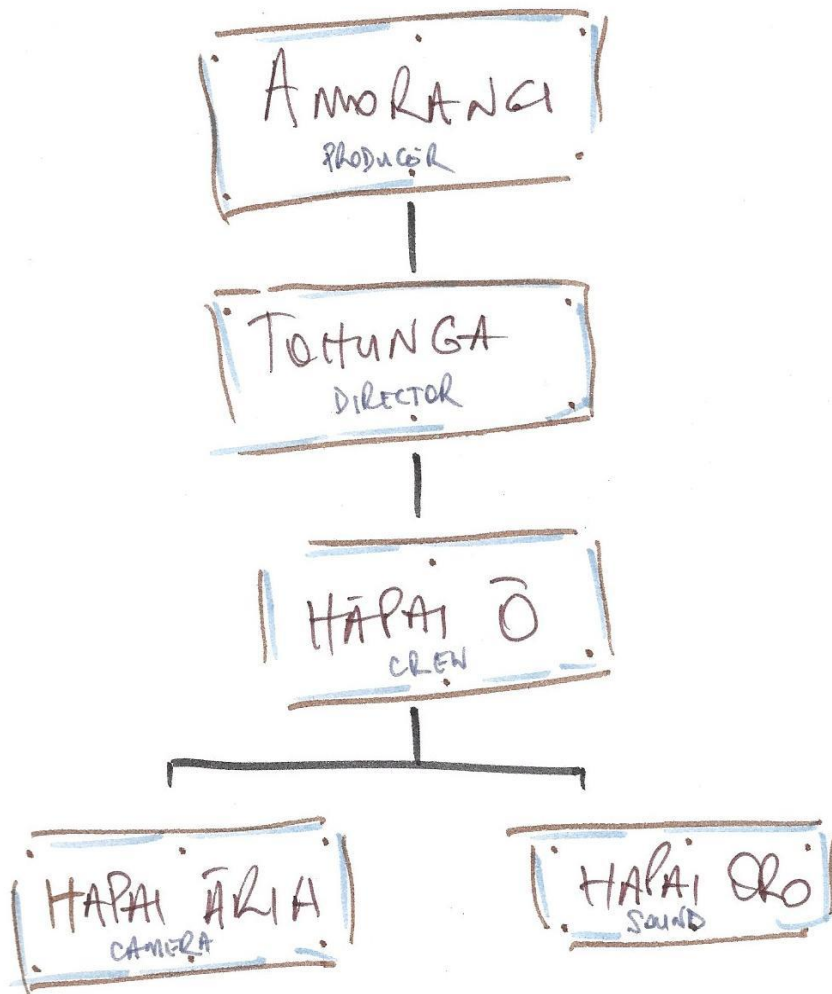 AMORANGI
PRODUCER
TOHUNGA
DIRECTOR
HĀPAI Ō
CREW
HAPAI ĀRIA
CAMERA
HAPAI ORO
SOUND